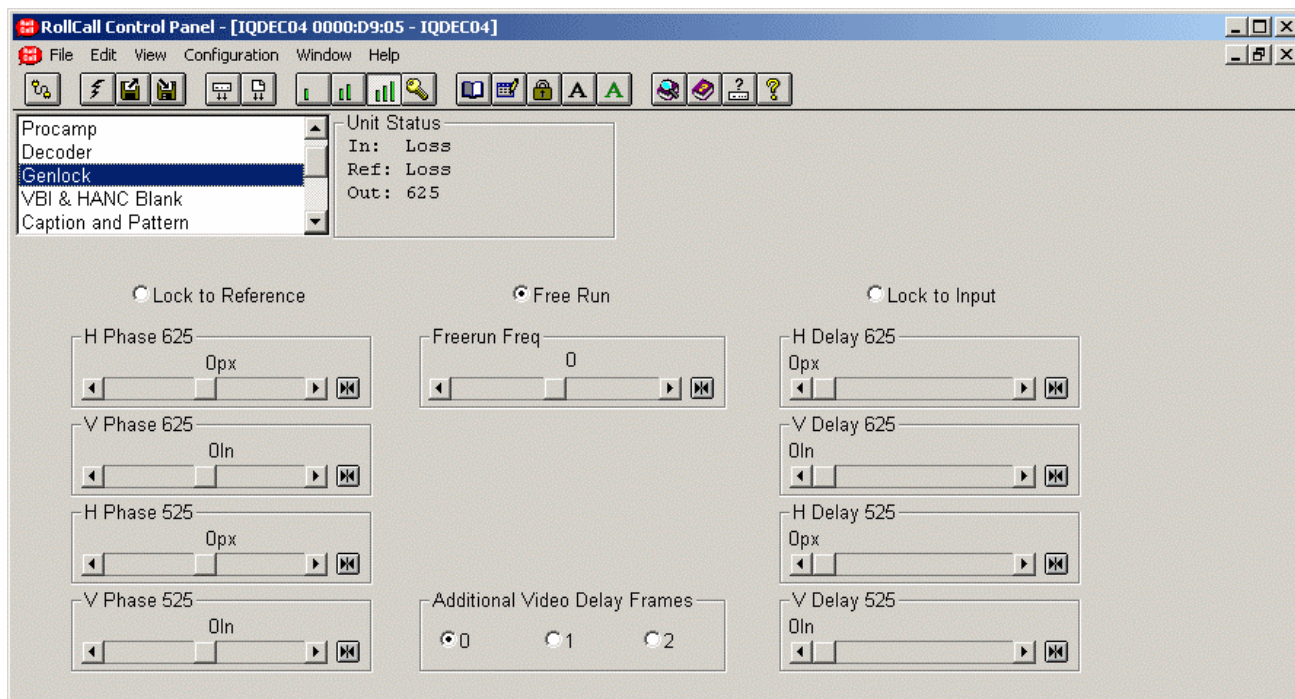 RollCall Control Panel - [IQDEC04 0000:D9:05 - IQDEC04]
File Edit View Configuration Window Help
A A ? ?
Procamp
Decoder
Genlock
VBI & HANC Blank
Caption and Pattern
Unit Status
In: Loss
Ref: Loss
Out: 625
Lock to Reference
Free Run
Lock to Input
H Phase 625
0px
V Phase 625
0ln
H Phase 525
0px
V Phase 525
0ln
Freerun Freq
0
Additional Video Delay Frames
0 1 2
H Delay 625
0px
V Delay 625
0ln
H Delay 525
0px
V Delay 525
0ln